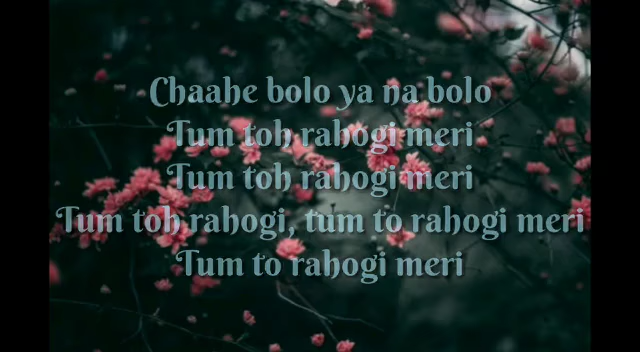 Chaahe bolo ya na bolo
Tum toh rahogi meri
Tum toh rahogi meri
Tum toh rahogi, tum to rahogi meri
Tum to rahogi meri